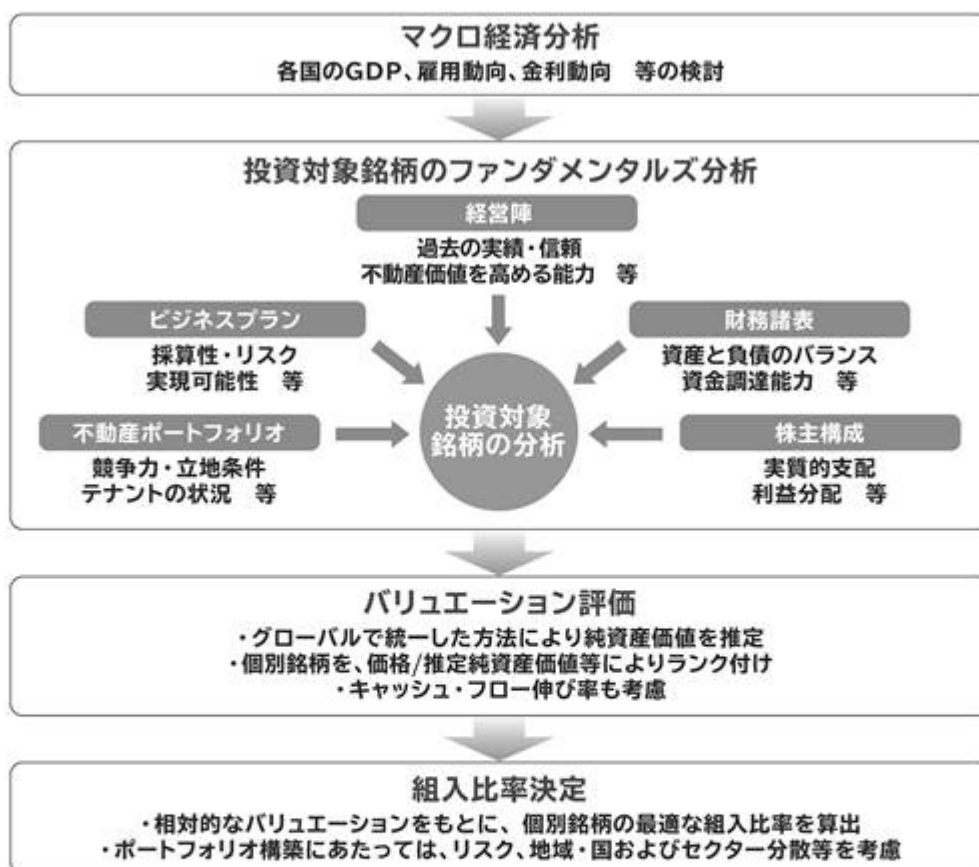 マクロ経済分析
各国のGDP、雇用動向、金利動向　等の検討
投資対象銘柄のファンダメンタルズ分析
経営陣
過去の実績・信頼
不動産価値を高める能力　等
ビジネスプラン
採算性・リスク
実現可能性　等
財務諸表
資産と負債のバランス
資金調達能力　等
投資対象
銘柄の分析
不動産ポートフォリオ
競争力・立地条件
テナントの状況　等
株主構成
実質的支配
利益分配　等
バリュエーション評価
・グローバルで統一した方法により純資産価値を推定
・個別銘柄を、価格/推定純資産価値等によりランク付け
・キャッシュ・フロー伸び率も考慮
組入比率決定
・相対的なバリュエーションをもとに、個別銘柄の最適な組入比率を算出
・ポートフォリオ構築にあたっては、リスク、地域・国およびセクター分散等を考慮